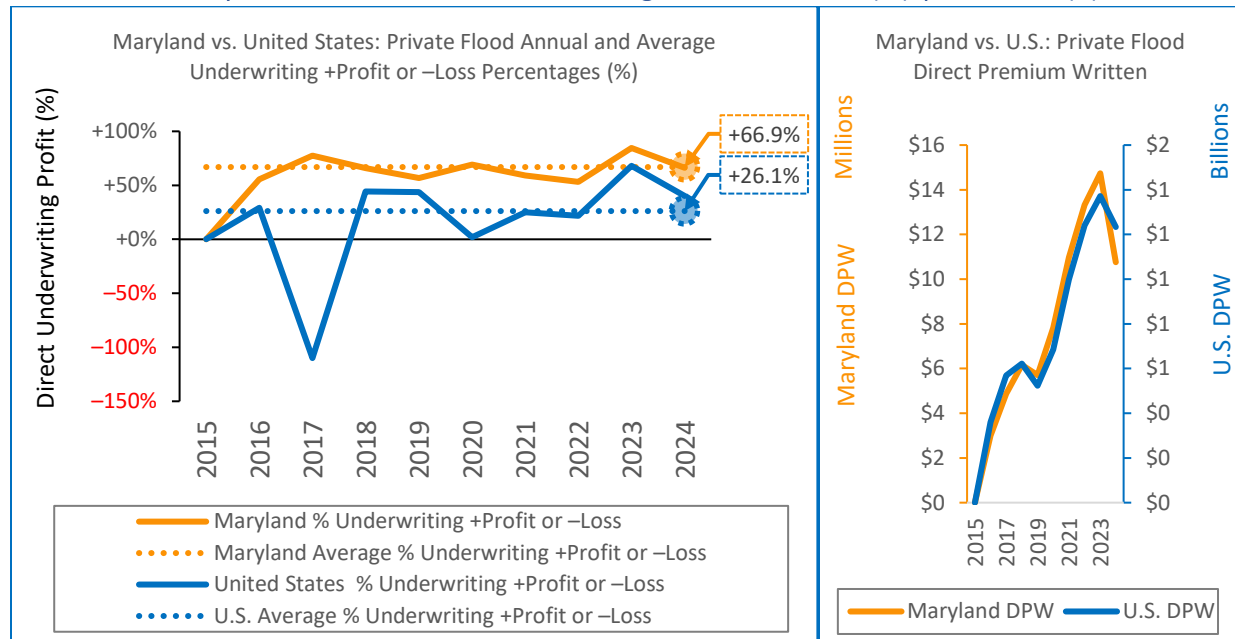 Maryland vs. United States: Private Flood Annual and Average
Underwriting +Profit or –Loss Percentages (%)
Direct Underwriting Profit (%)
+100%
+50%
+0%
–50%
–100%
–150%
+66.9%
+26.1%
2015
2016
2017
2018
2019
2020
2021
2022
2023
2024
Maryland % Underwriting +Profit or –Loss
Maryland Average % Underwriting +Profit or –Loss
United States % Underwriting +Profit or –Loss
U.S. Average % Underwriting +Profit or –Loss
Maryland vs. U.S.: Private Flood
Direct Premium Written
Maryland DPW
Millions
$16
$14
$12
$10
$8
$6
$4
$2
$0
$2
$1
$1
$1
$1
$1
$0
$0
$0
Billions
U.S. DPW
2015
2017
2019
2021
2023
Maryland DPW
U.S. DPW